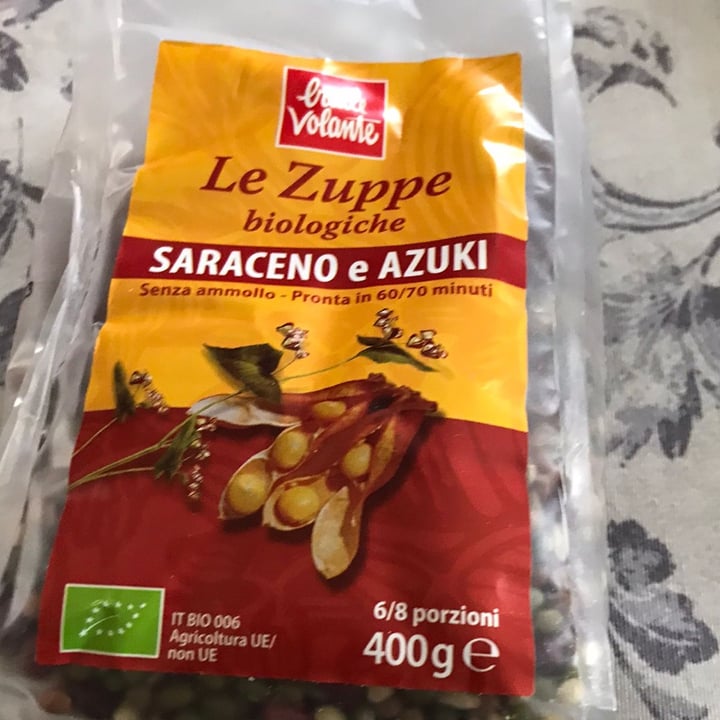 Volante
Le Zuppe
biologiche
SARACENO e AZUKI
Senza ammollo - Pronta in 60/70 minuti
IT BIO 006
Agricoltura UE/
non UE
6/8 porzioni
400g e